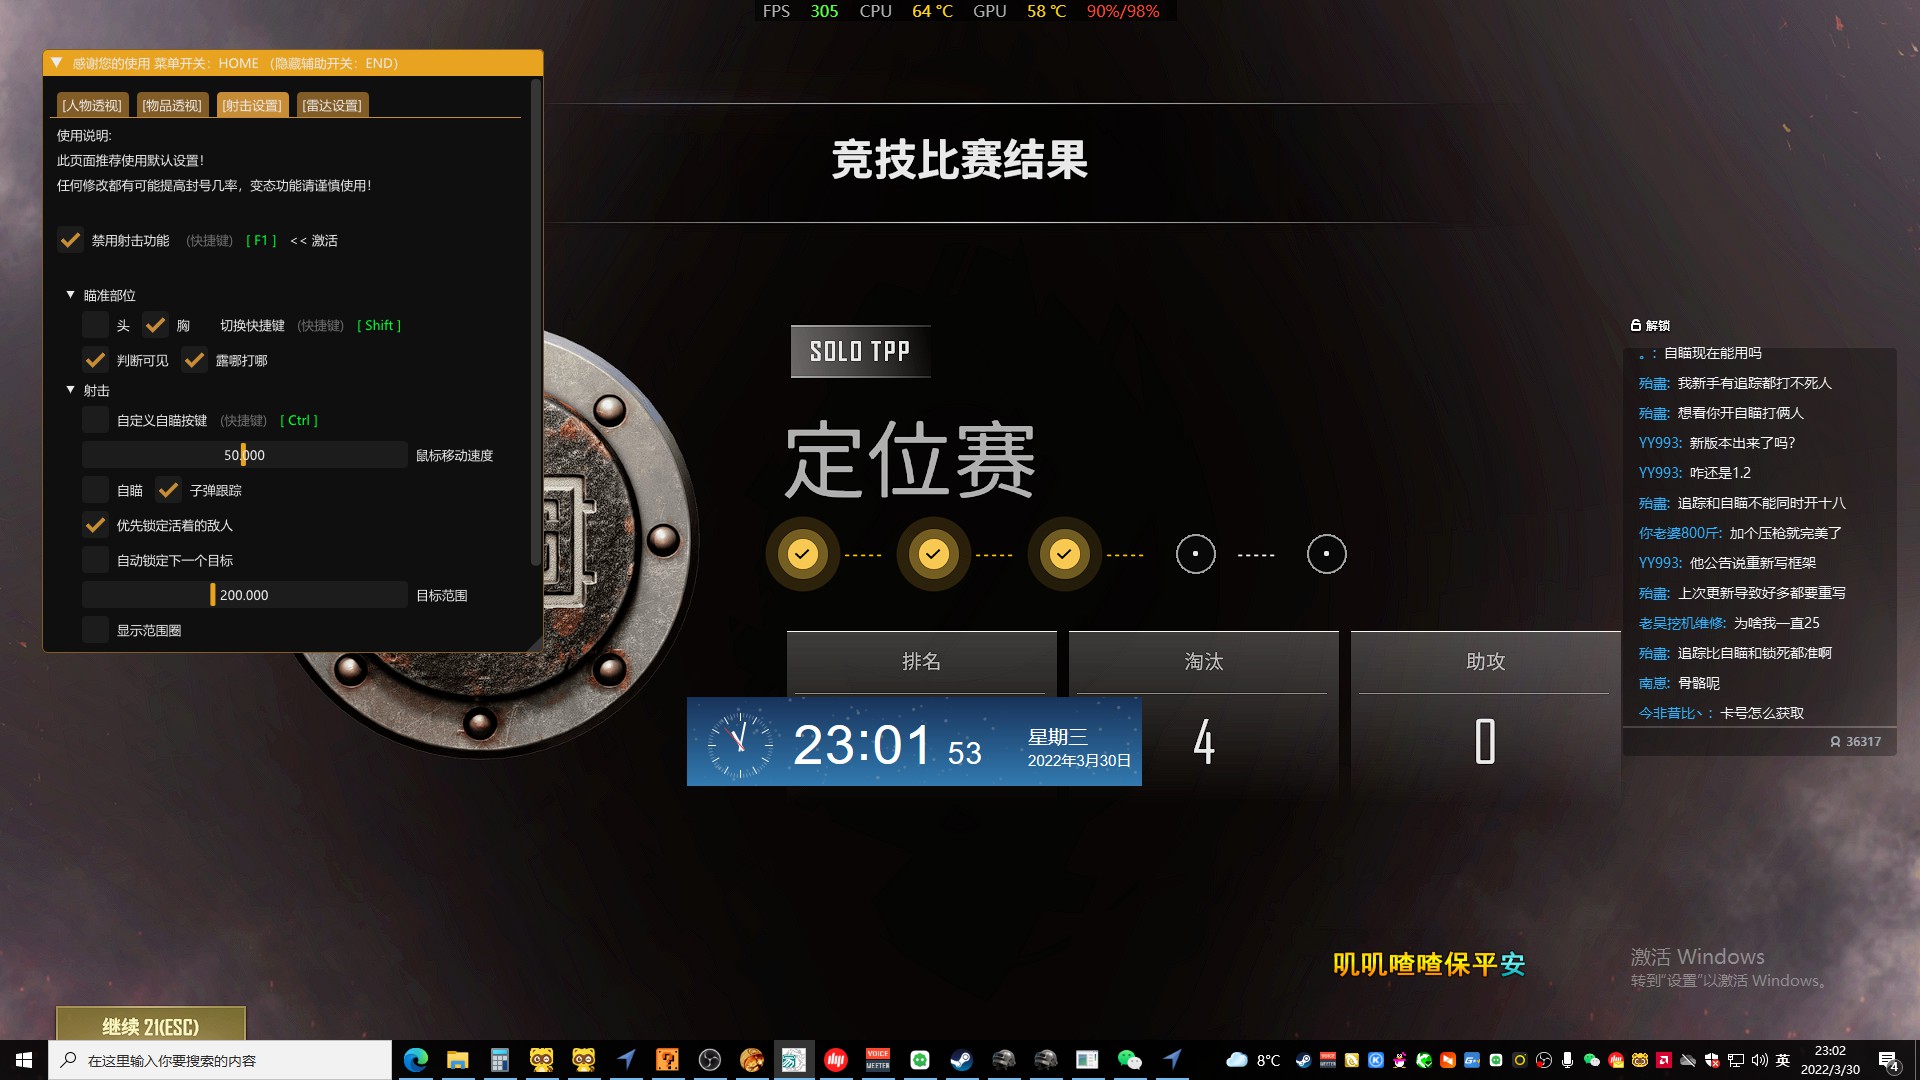 FPS 305 CPU 64 °C GPU 58 °C 90%/98%
感谢您的使用 菜单开关：HOME （隐藏辅助开关：END）
[人物透视] [物品透视] [射击设置] [雷达设置]
使用说明:
此页面推荐使用默认设置！
任何修改都有可能提高封号几率，变态功能请谨慎使用！
禁用射击功能 (快捷键) [ F1 ] << 激活
瞄准部位
头 胸 切换快捷键 (快捷键) [ Shift ]
判断可见 露哪打哪
射击
自定义自瞄按键 (快捷键) [ Ctrl ]
50.000 鼠标移动速度
自瞄 子弹跟踪
优先锁定活着的敌人
自动锁定下一个目标
200.000 目标范围
显示范围圈
竞技比赛结果
SOLO TPP
定位赛
排名 淘汰 助攻
4 0
23:01 53
星期三
2022年3月30日
解锁
。：自瞄现在能用吗
殆盡: 我新手有追踪都打不死人
殆盡: 想看你开自瞄打俩人
YY993: 新版本出来了吗?
YY993: 咋还是1.2
殆盡: 追踪和自瞄不能同时开十八
你老婆800斤: 加个压枪就完美了
YY993: 他公告说重新写框架
殆盡: 上次更新导致好多都要重写
老吴挖机维修: 为啥我一直25
殆盡: 追踪比自瞄和锁死都准啊
南崽: 骨骼呢
今非昔比丶: 卡号怎么获取
36317
叽叽喳喳保平安
激活 Windows
转到"设置"以激活 Windows。
继续 21(ESC)
在这里输入你要搜索的内容
VOICE
MEETER
8°C
英
23:02
2022/3/30
4